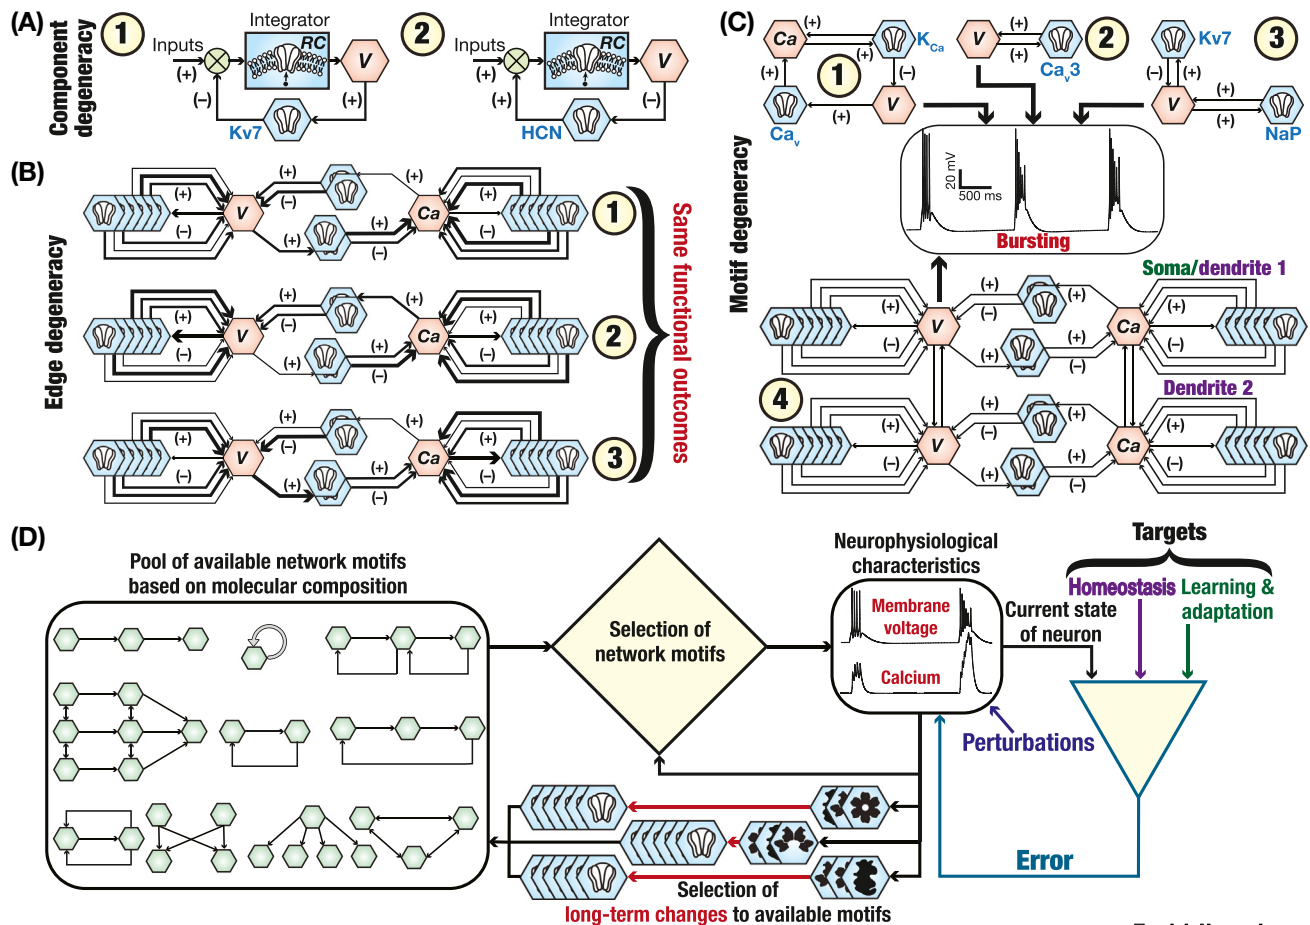 (A)
Component
degeneracy
1
Integrator
Inputs
RC
V
(+)
(−)
(+)
Kv7
2
Integrator
Inputs
RC
V
(+)
(+)
(−)
HCN
(B)
Edge degeneracy
(+)
(−)
V
(+)
(−)
(+)
(+)
(−)
Ca
(+)
(−)
1
(+)
(−)
V
(+)
(−)
(+)
(+)
(−)
Ca
(+)
(−)
2
(+)
(−)
V
(+)
(−)
(+)
(+)
(−)
Ca
(+)
(−)
3
Same functional outcomes
(C)
Motif degeneracy
Ca
(+)
(+)
KCa
(+)
1
(−)
Cav
(+)
V
V
(+)
(+)
2
Cav3
Kv7
3
(−)
(+)
V
(+)
(+)
NaP
20 mV
500 ms
Bursting
Soma/dendrite 1
(+)
(−)
V
(+)
(−)
(+)
(+)
(−)
Ca
(+)
(−)
Dendrite 2
4
(+)
(−)
V
(+)
(−)
(+)
(+)
(−)
Ca
(+)
(−)
(D)
Pool of available network motifs
based on molecular composition
Selection of
network motifs
Neurophysiological
characteristics
Membrane
voltage
Calcium
Perturbations
Current state
of neuron
Targets
Homeostasis
Learning &
adaptation
Error
Selection of
long-term changes to available motifs